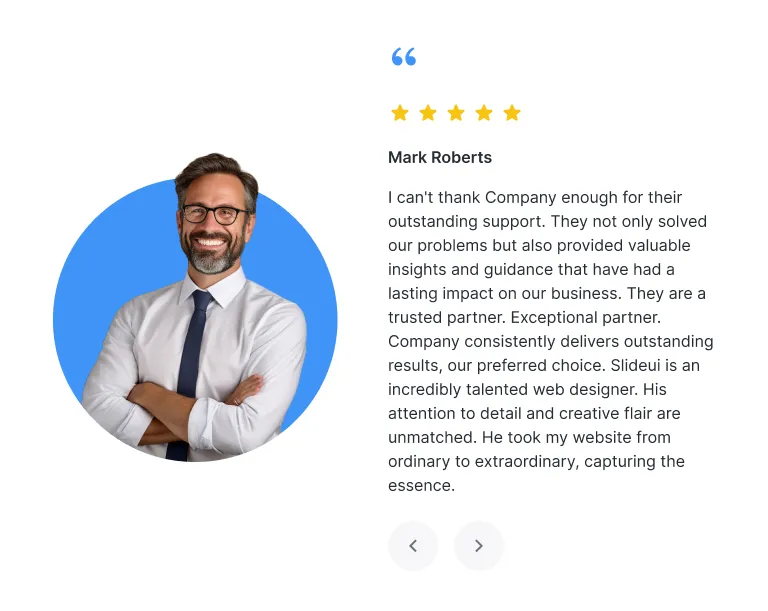 “
Mark Roberts
I can't thank Company enough for their
outstanding support. They not only solved
our problems but also provided valuable
insights and guidance that have had a
lasting impact on our business. They are a
trusted partner. Exceptional partner.
Company consistently delivers outstanding
results, our preferred choice. Slideui is an
incredibly talented web designer. His
attention to detail and creative flair are
unmatched. He took my website from
ordinary to extraordinary, capturing the
essence.